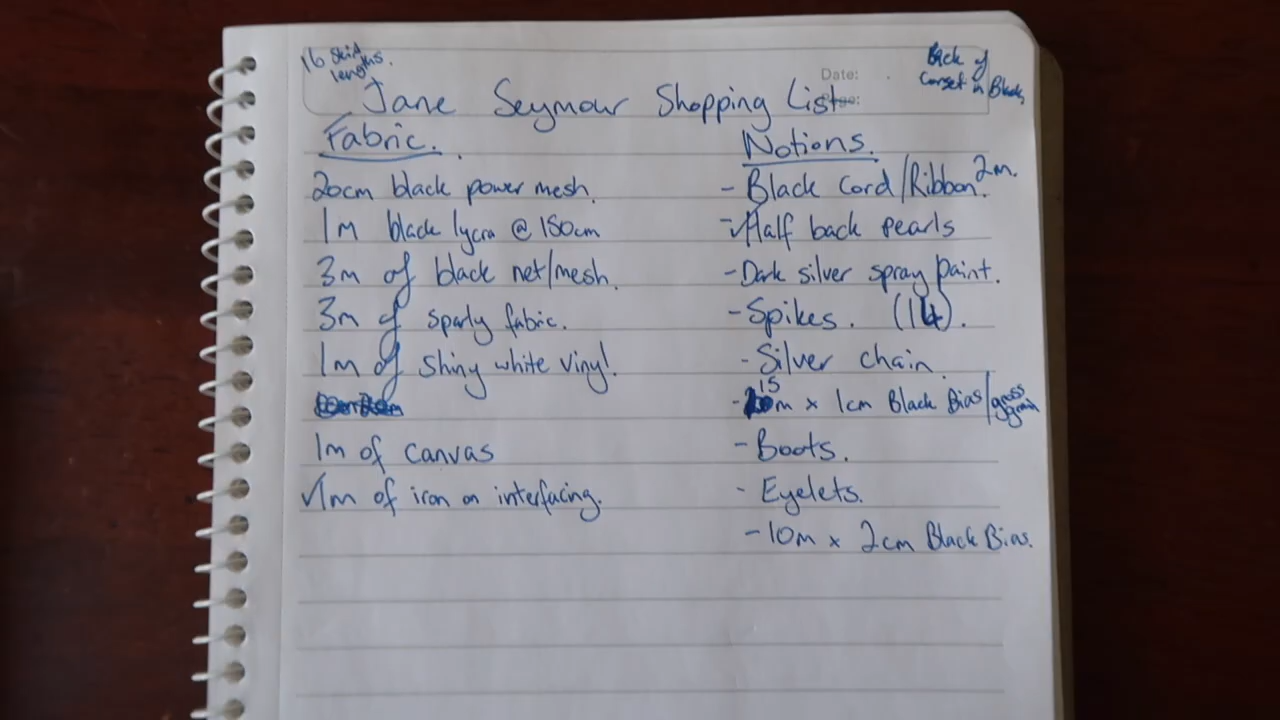 16 skirt lengths.
Back of Corset in Black
Date:
Jane Seymour Shopping List
Fabric.
20cm black power mesh.
1m black lycra @ 150cm
3m of black net/mesh.
3m of sparly fabric.
1m of shiny white vinyl.
1m of canvas
✓1m of iron on interfacing.
Notions.
- Black Cord/Ribbon. 2m.
-✓Half back pearls
- Dark silver spray paint.
- Spikes. (14).
- Silver chain.
- 15m x 1cm Black Bias/grossgrain
- Boots.
- Eyelets.
- 10m x 2cm Black Bias.